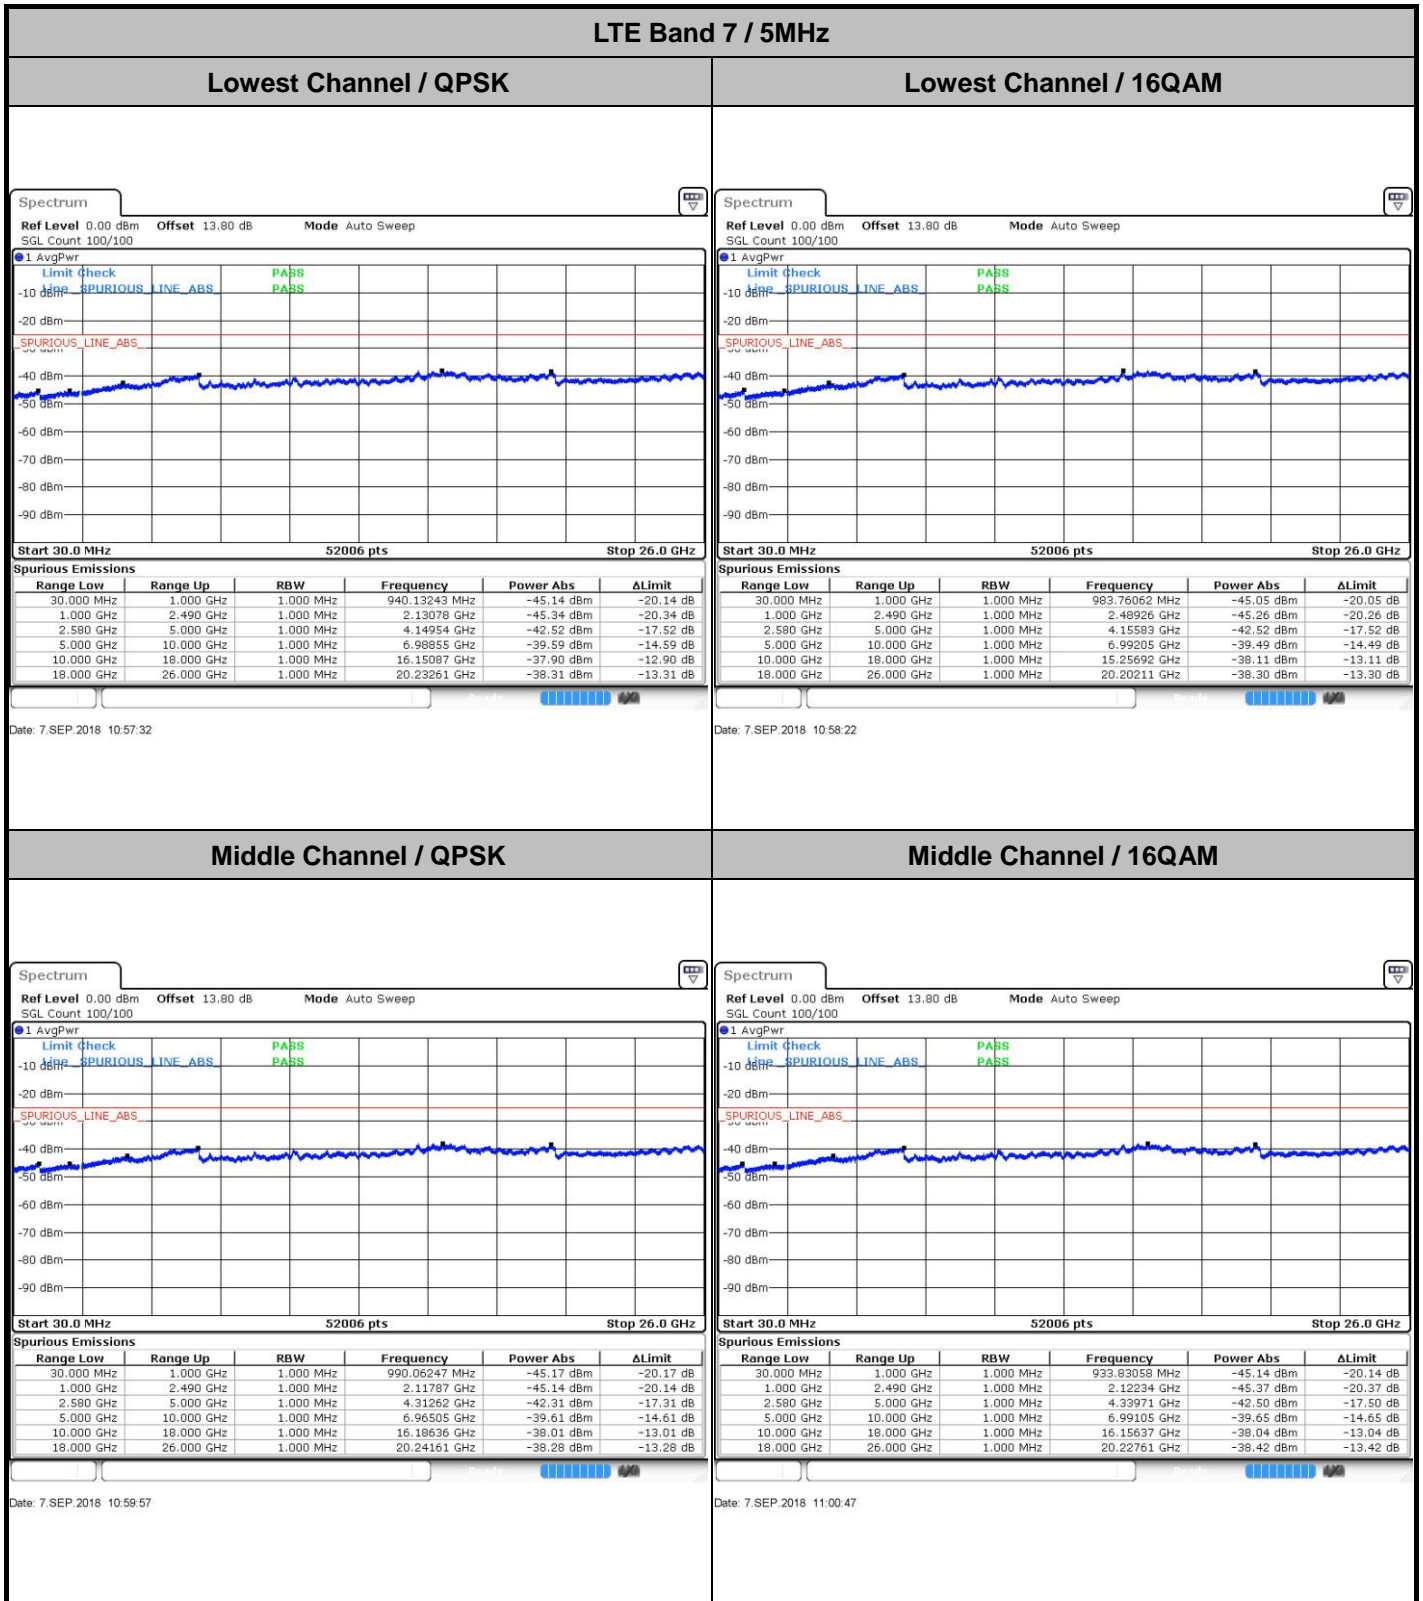 LTE Band 7 / 5MHz
Lowest Channel / QPSK
Lowest Channel / 16QAM
Spectrum
Ref Level 0.00 dBm Offset 13.80 dB Mode Auto Sweep
SGL Count 100/100
1 AvgPwr
Limit Check PASS
-10 dBm Line _SPURIOUS_LINE_ABS_ PASS
-20 dBm
_SPURIOUS_LINE_ABS_
-30 dBm
-40 dBm
-50 dBm
-60 dBm
-70 dBm
-80 dBm
-90 dBm
Start 30.0 MHz 52006 pts Stop 26.0 GHz
Spurious Emissions
Range Low Range Up RBW Frequency Power Abs ΔLimit
30.000 MHz 1.000 GHz 1.000 MHz 940.13243 MHz -45.14 dBm -20.14 dB
1.000 GHz 2.490 GHz 1.000 MHz 2.13078 GHz -45.34 dBm -20.34 dB
2.580 GHz 5.000 GHz 1.000 MHz 4.14954 GHz -42.52 dBm -17.52 dB
5.000 GHz 10.000 GHz 1.000 MHz 6.98855 GHz -39.59 dBm -14.59 dB
10.000 GHz 18.000 GHz 1.000 MHz 16.15087 GHz -37.90 dBm -12.90 dB
18.000 GHz 26.000 GHz 1.000 MHz 20.23261 GHz -38.31 dBm -13.31 dB
Date: 7.SEP.2018 10:57:32
Spectrum
Ref Level 0.00 dBm Offset 13.80 dB Mode Auto Sweep
SGL Count 100/100
1 AvgPwr
Limit Check PASS
-10 dBm Line _SPURIOUS_LINE_ABS_ PASS
-20 dBm
_SPURIOUS_LINE_ABS_
-30 dBm
-40 dBm
-50 dBm
-60 dBm
-70 dBm
-80 dBm
-90 dBm
Start 30.0 MHz 52006 pts Stop 26.0 GHz
Spurious Emissions
Range Low Range Up RBW Frequency Power Abs ΔLimit
30.000 MHz 1.000 GHz 1.000 MHz 983.76062 MHz -45.05 dBm -20.05 dB
1.000 GHz 2.490 GHz 1.000 MHz 2.48926 GHz -45.26 dBm -20.26 dB
2.580 GHz 5.000 GHz 1.000 MHz 4.15583 GHz -42.52 dBm -17.52 dB
5.000 GHz 10.000 GHz 1.000 MHz 6.99205 GHz -39.49 dBm -14.49 dB
10.000 GHz 18.000 GHz 1.000 MHz 15.25692 GHz -38.11 dBm -13.11 dB
18.000 GHz 26.000 GHz 1.000 MHz 20.20211 GHz -38.30 dBm -13.30 dB
Date: 7.SEP.2018 10:58:22
Middle Channel / QPSK
Middle Channel / 16QAM
Spectrum
Ref Level 0.00 dBm Offset 13.80 dB Mode Auto Sweep
SGL Count 100/100
1 AvgPwr
Limit Check PASS
-10 dBm Line _SPURIOUS_LINE_ABS_ PASS
-20 dBm
_SPURIOUS_LINE_ABS_
-30 dBm
-40 dBm
-50 dBm
-60 dBm
-70 dBm
-80 dBm
-90 dBm
Start 30.0 MHz 52006 pts Stop 26.0 GHz
Spurious Emissions
Range Low Range Up RBW Frequency Power Abs ΔLimit
30.000 MHz 1.000 GHz 1.000 MHz 990.06247 MHz -45.17 dBm -20.17 dB
1.000 GHz 2.490 GHz 1.000 MHz 2.11787 GHz -45.14 dBm -20.14 dB
2.580 GHz 5.000 GHz 1.000 MHz 4.31262 GHz -42.31 dBm -17.31 dB
5.000 GHz 10.000 GHz 1.000 MHz 6.96505 GHz -39.61 dBm -14.61 dB
10.000 GHz 18.000 GHz 1.000 MHz 16.18636 GHz -38.01 dBm -13.01 dB
18.000 GHz 26.000 GHz 1.000 MHz 20.24161 GHz -38.28 dBm -13.28 dB
Date: 7.SEP.2018 10:59:57
Spectrum
Ref Level 0.00 dBm Offset 13.80 dB Mode Auto Sweep
SGL Count 100/100
1 AvgPwr
Limit Check PASS
-10 dBm Line _SPURIOUS_LINE_ABS_ PASS
-20 dBm
_SPURIOUS_LINE_ABS_
-30 dBm
-40 dBm
-50 dBm
-60 dBm
-70 dBm
-80 dBm
-90 dBm
Start 30.0 MHz 52006 pts Stop 26.0 GHz
Spurious Emissions
Range Low Range Up RBW Frequency Power Abs ΔLimit
30.000 MHz 1.000 GHz 1.000 MHz 933.83058 MHz -45.14 dBm -20.14 dB
1.000 GHz 2.490 GHz 1.000 MHz 2.12234 GHz -45.37 dBm -20.37 dB
2.580 GHz 5.000 GHz 1.000 MHz 4.33971 GHz -42.50 dBm -17.50 dB
5.000 GHz 10.000 GHz 1.000 MHz 6.99105 GHz -39.65 dBm -14.65 dB
10.000 GHz 18.000 GHz 1.000 MHz 16.15637 GHz -38.04 dBm -13.04 dB
18.000 GHz 26.000 GHz 1.000 MHz 20.22761 GHz -38.42 dBm -13.42 dB
Date: 7.SEP.2018 11:00:47